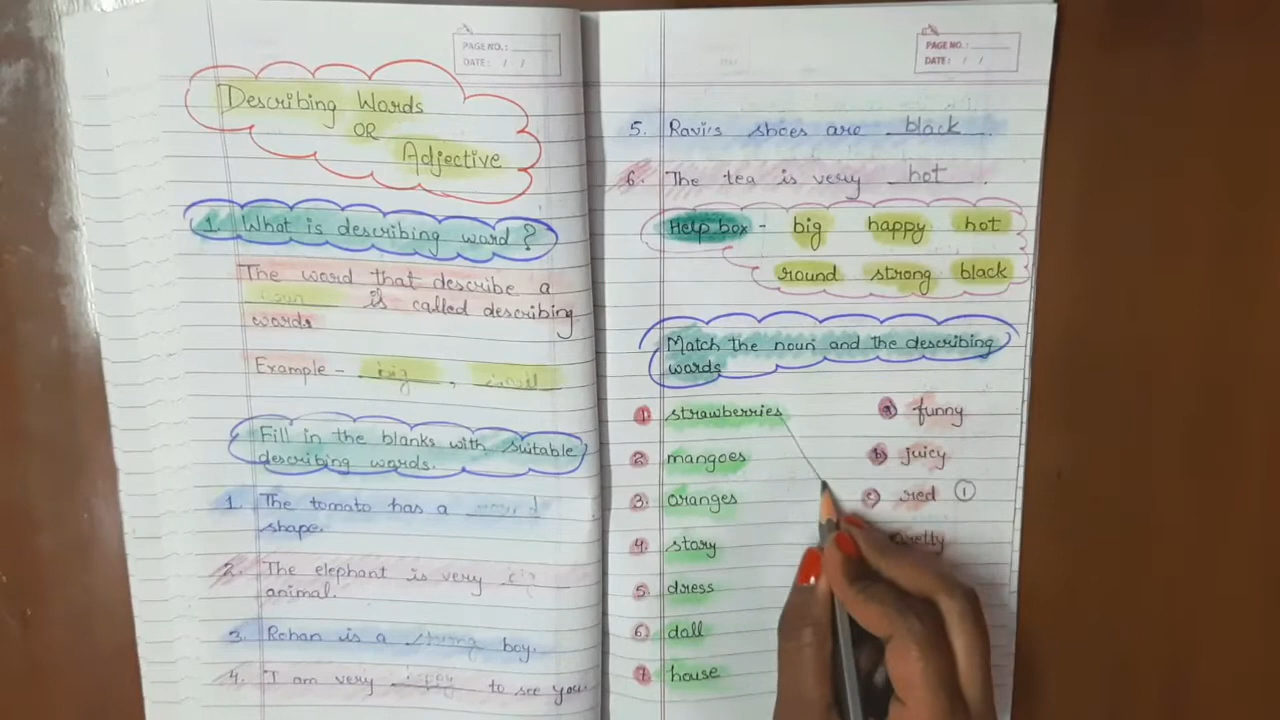 PAGE NO.:
DATE: / /
Describing Words
OR
Adjective
1. What is describing word?
The word that describe a
is called describing
words
Example - big, small
Fill in the blanks with suitable
describing words.
1. The tomato has a
shape.
2. The elephant is very big
animal.
3. Rohan is a strong boy.
4. I am very to see you.
PAGE NO.:
DATE: / /
5. Ravi's shoes are black.
6. The tea is very hot.
Help box - big happy hot
round strong black
Match the noun and the describing
words
1. strawberries a) funny
2. mangoes b) juicy
3. oranges c) red 1
4. story pretty
5. dress
6. doll
7. house